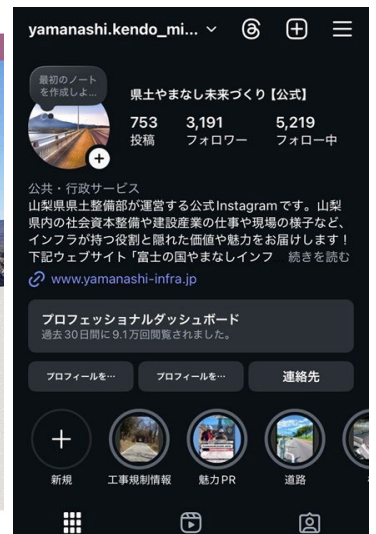 yamanashi.kendo_mi...
最初のノート
を作成しよ...
県土やまなし未来づくり【公式】
753 3,191 5,219
投稿 フォロワー フォロー中
公共・行政サービス
山梨県県土整備部が運営する公式Instagramです。山梨
県内の社会資本整備や建設産業の仕事や現場の様子など、
インフラが持つ役割と隠れた価値や魅力をお届けします！
下記ウェブサイト「富士の国やまなしインフ 続きを読む
www.yamanashi-infra.jp
プロフェッショナルダッシュボード
過去30日間に9.1万回閲覧されました。
プロフィールを… プロフィールを… 連絡先
新規 工事規制情報 魅力PR 道路